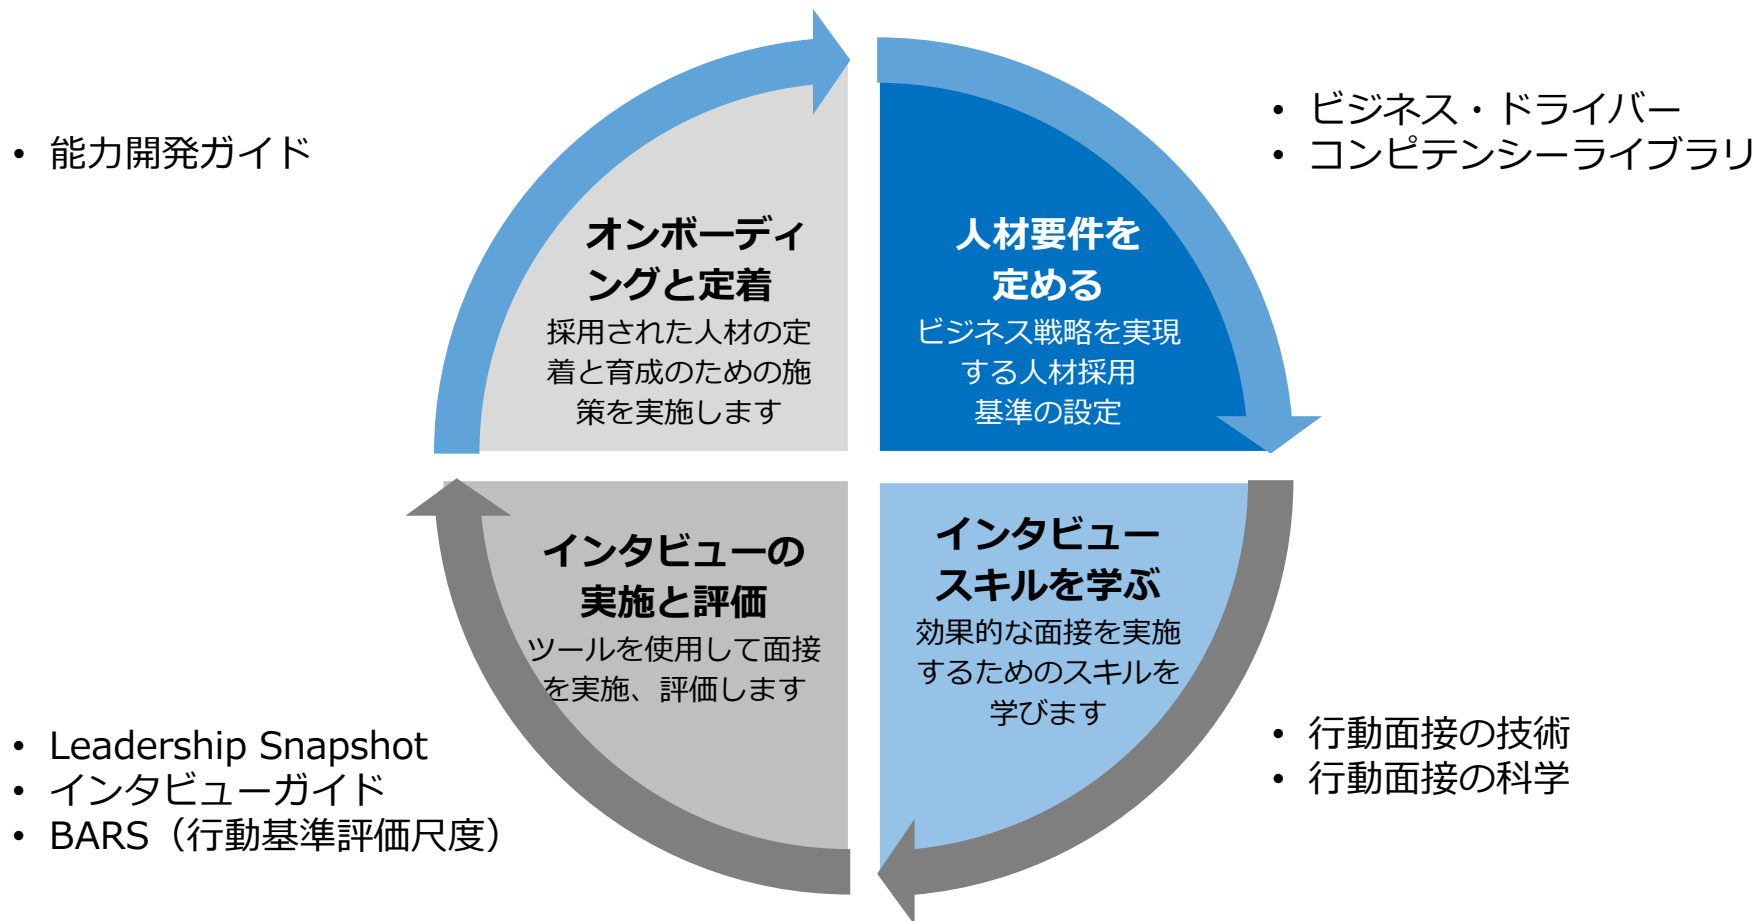 • 能力開発ガイド
オンボーディ
ングと定着
採用された人材の定
着と育成のための施
策を実施します
人材要件を
定める
ビジネス戦略を実現
する人材採用
基準の設定
• ビジネス・ドライバー
• コンピテンシーライブラリ
インタビューの
実施と評価
ツールを使用して面接
を実施、評価します
インタビュー
スキルを学ぶ
効果的な面接を実施
するためのスキルを
学びます
• Leadership Snapshot
• インタビューガイド
• BARS（行動基準評価尺度）
• 行動面接の技術
• 行動面接の科学